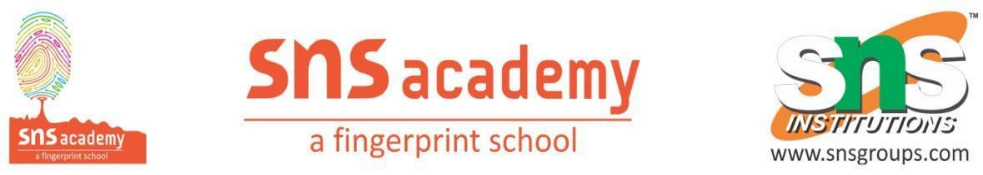 sns academy
a fingerprint school
sns academy
a fingerprint school
sns
INSTITUTIONS
™
www.snsgroups.com